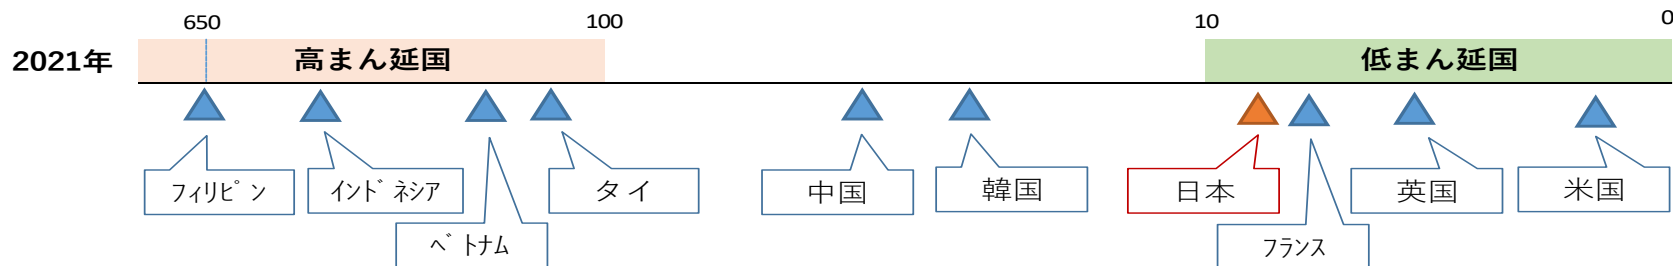 650
100
10
0
2021年
高まん延国
低まん延国
フィリピン
インドネシア
タイ
中国
韓国
日本
英国
米国
ベトナム
フランス